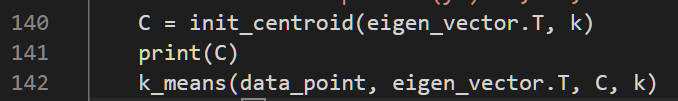 140 C = init_centroid(eigen_vector.T, k)
141 print(C)
142 k_means(data_point, eigen_vector.T, C, k)